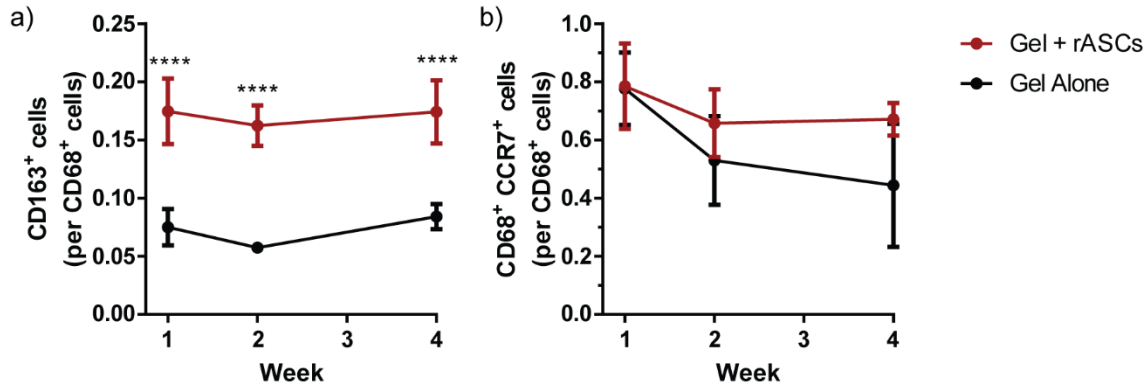 a)
CD163⁺ cells
(per CD68⁺ cells)
0.25
0.20
0.15
0.10
0.05
0.00
****
****
****
1
2
3
4
Week
b)
CD68⁺ CCR7⁺ cells
(per CD68⁺ cells)
1.0
0.8
0.6
0.4
0.2
0.0
1
2
3
4
Week
Gel + rASCs
Gel Alone